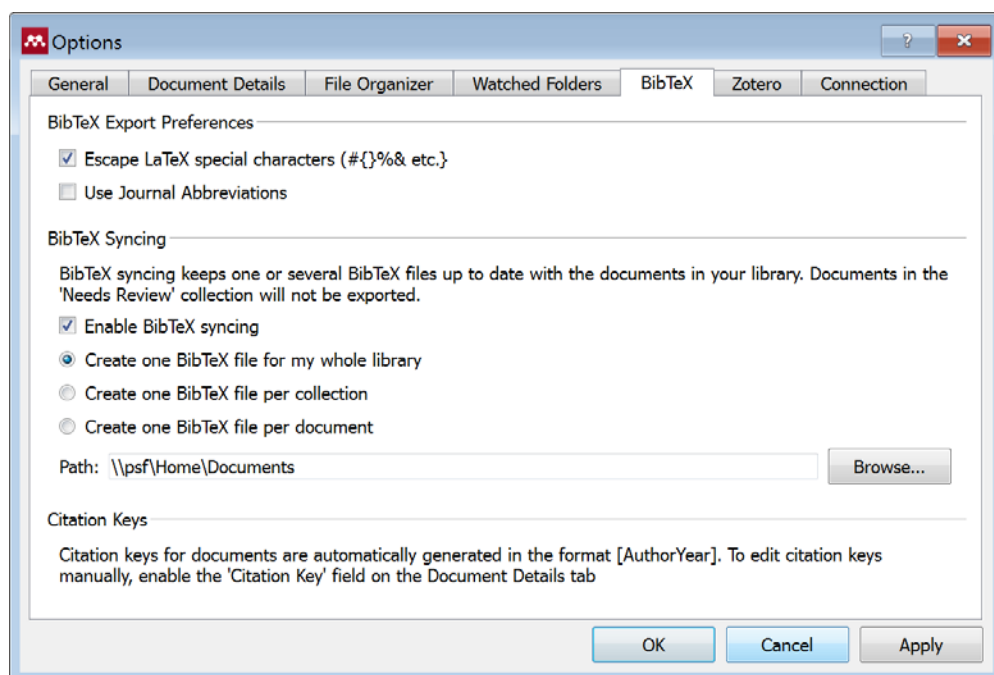 Options
?
General Document Details File Organizer Watched Folders BibTeX Zotero Connection
BibTeX Export Preferences
Escape LaTeX special characters (#{}%& etc.}
Use Journal Abbreviations
BibTeX Syncing
BibTeX syncing keeps one or several BibTeX files up to date with the documents in your library. Documents in the
'Needs Review' collection will not be exported.
Enable BibTeX syncing
Create one BibTeX file for my whole library
Create one BibTeX file per collection
Create one BibTeX file per document
Path: \\psf\Home\Documents Browse...
Citation Keys
Citation keys for documents are automatically generated in the format [AuthorYear]. To edit citation keys
manually, enable the 'Citation Key' field on the Document Details tab
OK Cancel Apply